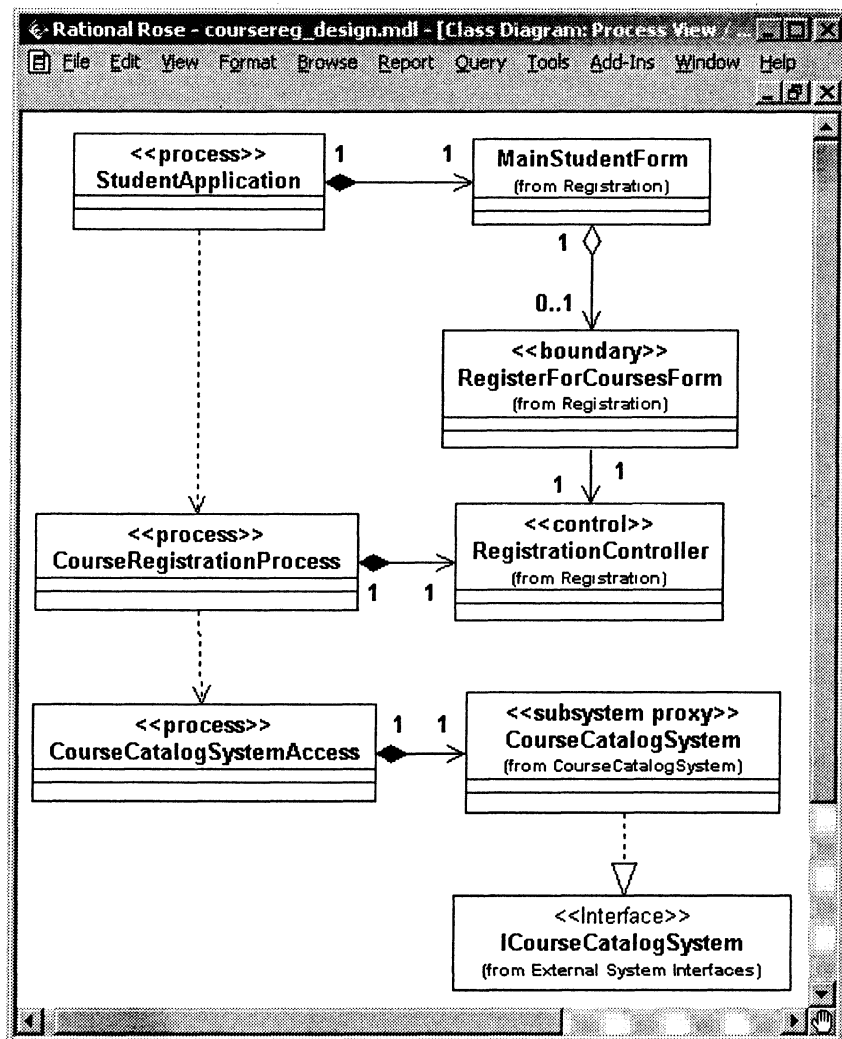 Rational Rose - coursereg_design.mdl - [Class Diagram: Process View / ...
File Edit View Format Browse Report Query Tools Add-Ins Window Help
<<process>>
StudentApplication
1
1
MainStudentForm
(from Registration)
1
0..1
<<boundary>>
RegisterForCoursesForm
(from Registration)
1
1
<<process>>
CourseRegistrationProcess
1
1
<<control>>
RegistrationController
(from Registration)
<<process>>
CourseCatalogSystemAccess
1
1
<<subsystem proxy>>
CourseCatalogSystem
(from CourseCatalogSystem)
<<Interface>>
ICourseCatalogSystem
(from External System Interfaces)